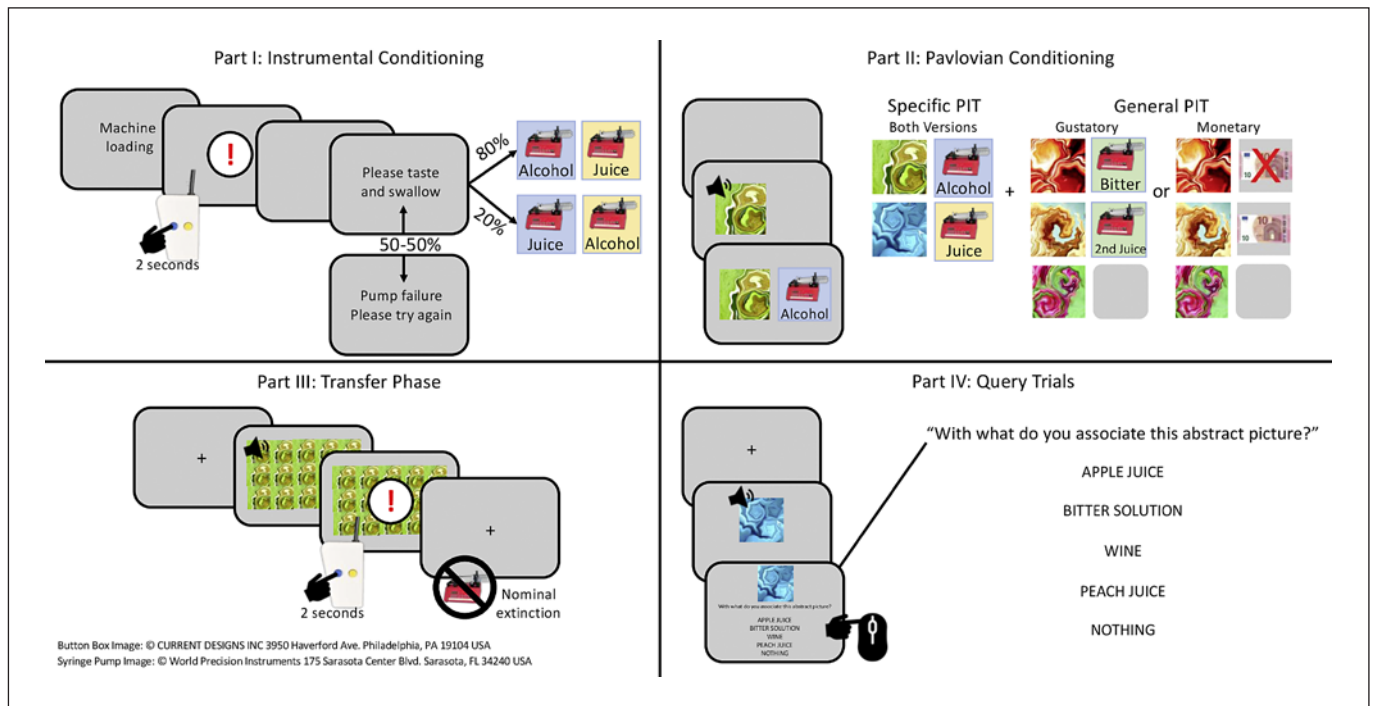 Part I: Instrumental Conditioning
Machine
loading
!
2 seconds
Please taste
and swallow
50-50%
Pump failure
Please try again
80%
Alcohol
Juice
20%
Juice
Alcohol
Part II: Pavlovian Conditioning
Alcohol
Specific PIT
Both Versions
Alcohol
Juice
+
General PIT
Gustatory
Monetary
Bitter
or
10
X
2nd Juice
10
10
Part III: Transfer Phase
+
!
2 seconds
+
Nominal
extinction
Button Box Image: © CURRENT DESIGNS INC 3950 Haverford Ave. Philadelphia, PA 19104 USA
Syringe Pump Image: © World Precision Instruments 175 Sarasota Center Blvd. Sarasota, FL 34240 USA
Part IV: Query Trials
+
With what do you associate this abstract picture?
APPLE JUICE
BITTER SOLUTION
WINE
PEACH JUICE
NOTHING
“With what do you associate this abstract picture?”
APPLE JUICE
BITTER SOLUTION
WINE
PEACH JUICE
NOTHING